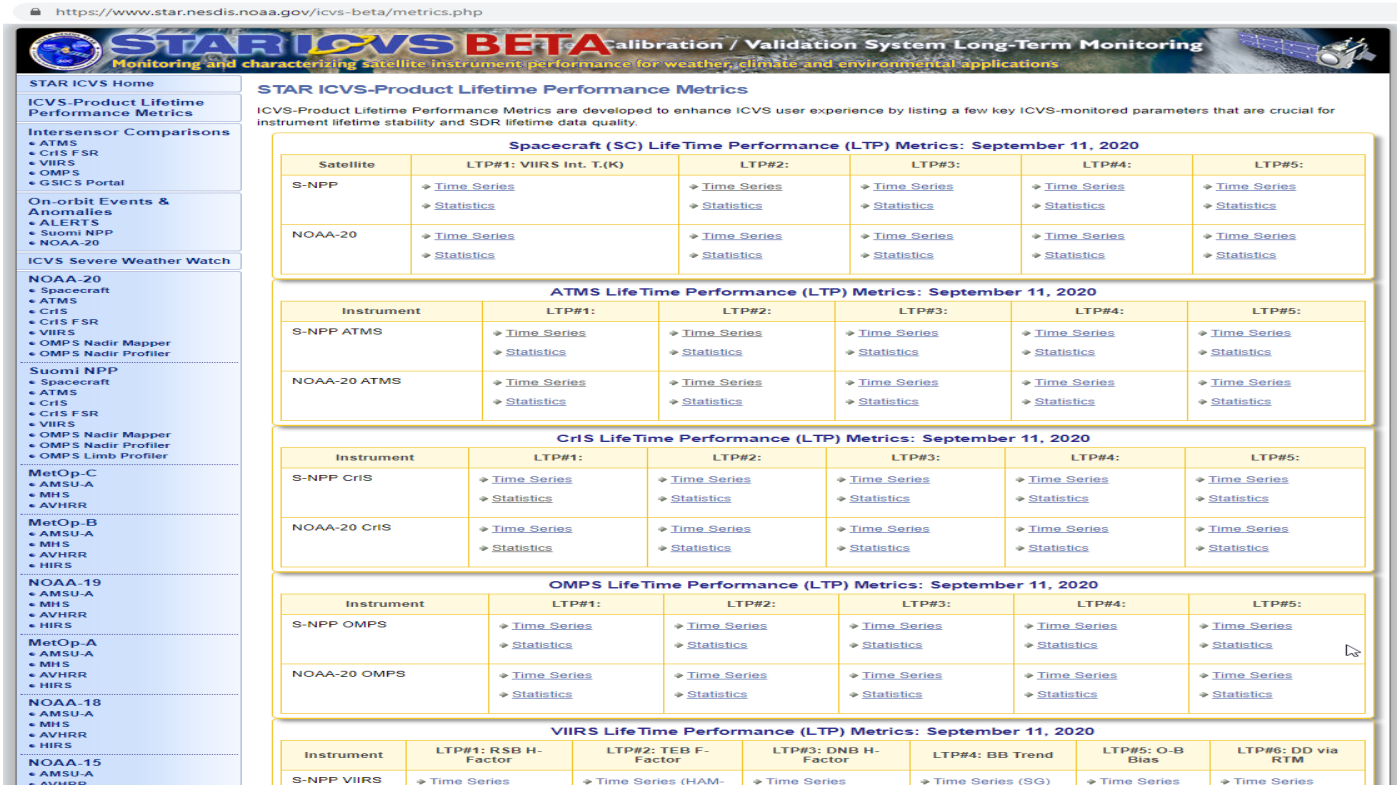 https://www.star.nesdis.noaa.gov/icvs-beta/metrics.php
STAR ICVS BETA alibration / Validation System Long-Term Monitoring
Monitoring and characterizing satellite instrument performance for weather, climate and environmental applications
STAR ICVS Home
ICVS-Product Lifetime
Performance Metrics
Intersensor Comparisons
ATMS
CrIS FSR
VIIRS
OMPS
GSICS Portal
On-orbit Events &
Anomalies
ALERTS
Suomi NPP
NOAA-20
ICVS Severe Weather Watch
NOAA-20
Spacecraft
ATMS
CrIS
CrIS FSR
VIIRS
OMPS Nadir Mapper
OMPS Nadir Profiler
Suomi NPP
Spacecraft
ATMS
CrIS
CrIS FSR
VIIRS
OMPS Nadir Mapper
OMPS Nadir Profiler
OMPS Limb Profiler
MetOp-C
AMSU-A
MHS
AVHRR
MetOp-B
AMSU-A
MHS
AVHRR
HIRS
NOAA-19
AMSU-A
MHS
AVHRR
HIRS
MetOp-A
AMSU-A
MHS
AVHRR
HIRS
NOAA-18
AMSU-A
MHS
AVHRR
HIRS
NOAA-15
AMSU-A
AVHRR
STAR ICVS-Product Lifetime Performance Metrics
ICVS-Product Lifetime Performance Metrics are developed to enhance ICVS user experience by listing a few key ICVS-monitored parameters that are crucial for
instrument lifetime stability and SDR lifetime data quality.
Spacecraft (SC) LifeTime Performance (LTP) Metrics: September 11, 2020
Satellite LTP#1: VIIRS Int. T.(K) LTP#2: LTP#3: LTP#4: LTP#5:
S-NPP Time Series Time Series Time Series Time Series Time Series
Statistics Statistics Statistics Statistics Statistics
NOAA-20 Time Series Time Series Time Series Time Series Time Series
Statistics Statistics Statistics Statistics Statistics
ATMS LifeTime Performance (LTP) Metrics: September 11, 2020
Instrument LTP#1: LTP#2: LTP#3: LTP#4: LTP#5:
S-NPP ATMS Time Series Time Series Time Series Time Series Time Series
Statistics Statistics Statistics Statistics Statistics
NOAA-20 ATMS Time Series Time Series Time Series Time Series Time Series
Statistics Statistics Statistics Statistics Statistics
CrIS LifeTime Performance (LTP) Metrics: September 11, 2020
Instrument LTP#1: LTP#2: LTP#3: LTP#4: LTP#5:
S-NPP CrIS Time Series Time Series Time Series Time Series Time Series
Statistics Statistics Statistics Statistics Statistics
NOAA-20 CrIS Time Series Time Series Time Series Time Series Time Series
Statistics Statistics Statistics Statistics Statistics
OMPS LifeTime Performance (LTP) Metrics: September 11, 2020
Instrument LTP#1: LTP#2: LTP#3: LTP#4: LTP#5:
S-NPP OMPS Time Series Time Series Time Series Time Series Time Series
Statistics Statistics Statistics Statistics Statistics
NOAA-20 OMPS Time Series Time Series Time Series Time Series Time Series
Statistics Statistics Statistics Statistics Statistics
VIIRS LifeTime Performance (LTP) Metrics: September 11, 2020
Instrument LTP#1: RSB H-Factor LTP#2: TEB F-Factor LTP#3: DNB H-Factor LTP#4: BB Trend LTP#5: O-B Bias LTP#6: DD via RTM
S-NPP VIIRS Time Series Time Series (HAM- Time Series Time Series (SG) Time Series Time Series